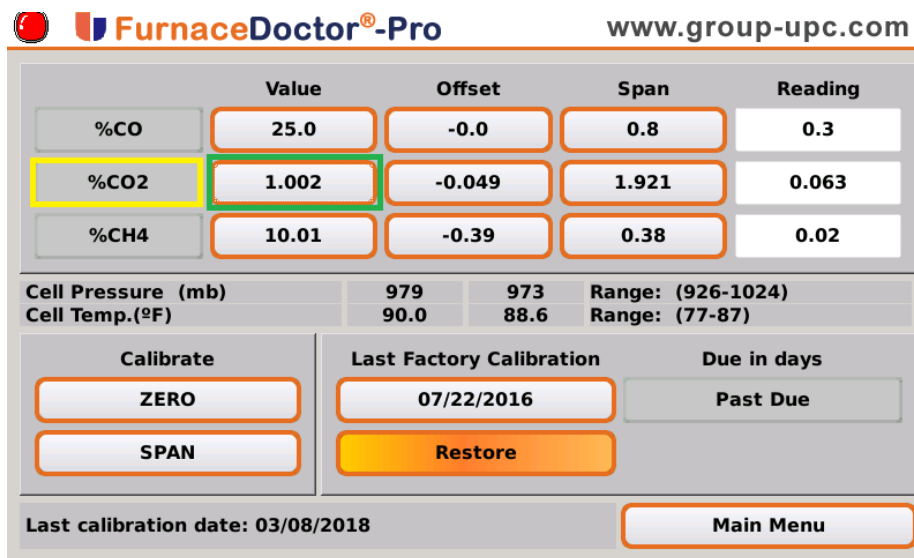 FurnaceDoctor®-Pro www.group-upc.com
Value Offset Span Reading
%CO 25.0 -0.0 0.8 0.3
%CO2 1.002 -0.049 1.921 0.063
%CH4 10.01 -0.39 0.38 0.02
Cell Pressure (mb) 979 973 Range: (926-1024)
Cell Temp.(ºF) 90.0 88.6 Range: (77-87)
Calibrate Last Factory Calibration Due in days
ZERO 07/22/2016 Past Due
SPAN Restore
Last calibration date: 03/08/2018 Main Menu